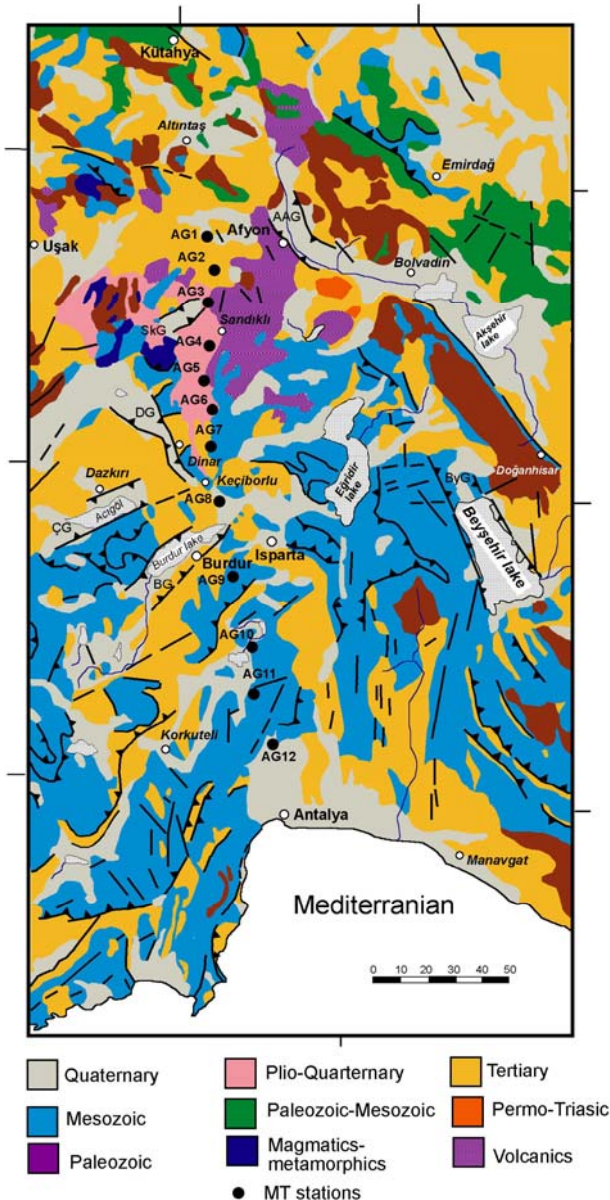 Kütahya
Altıntaş
Emirdağ
AAG
AG1
Afyon
Uşak
AG2
Bolvadin
AG3
Akşehir
lake
SkG
Sandıklı
AG4
AG5
AG6
DG
AG7
Dinar
Eğridir
lake
Doğanhisar
Dazkırı
Keçiborlu
ByG
AG8
Acıgöl
ÇG
Beyşehir lake
Burdur lake
Isparta
Burdur
BG
AG9
AG10
AG11
Korkuteli
AG12
Antalya
Manavgat
Mediterranian
0 10 20 30 40 50
Quaternary
Plio-Quarternary
Tertiary
Mesozoic
Paleozoic-Mesozoic
Permo-Triasic
Paleozoic
Magmatics-
metamorphics
Volcanics
MT stations